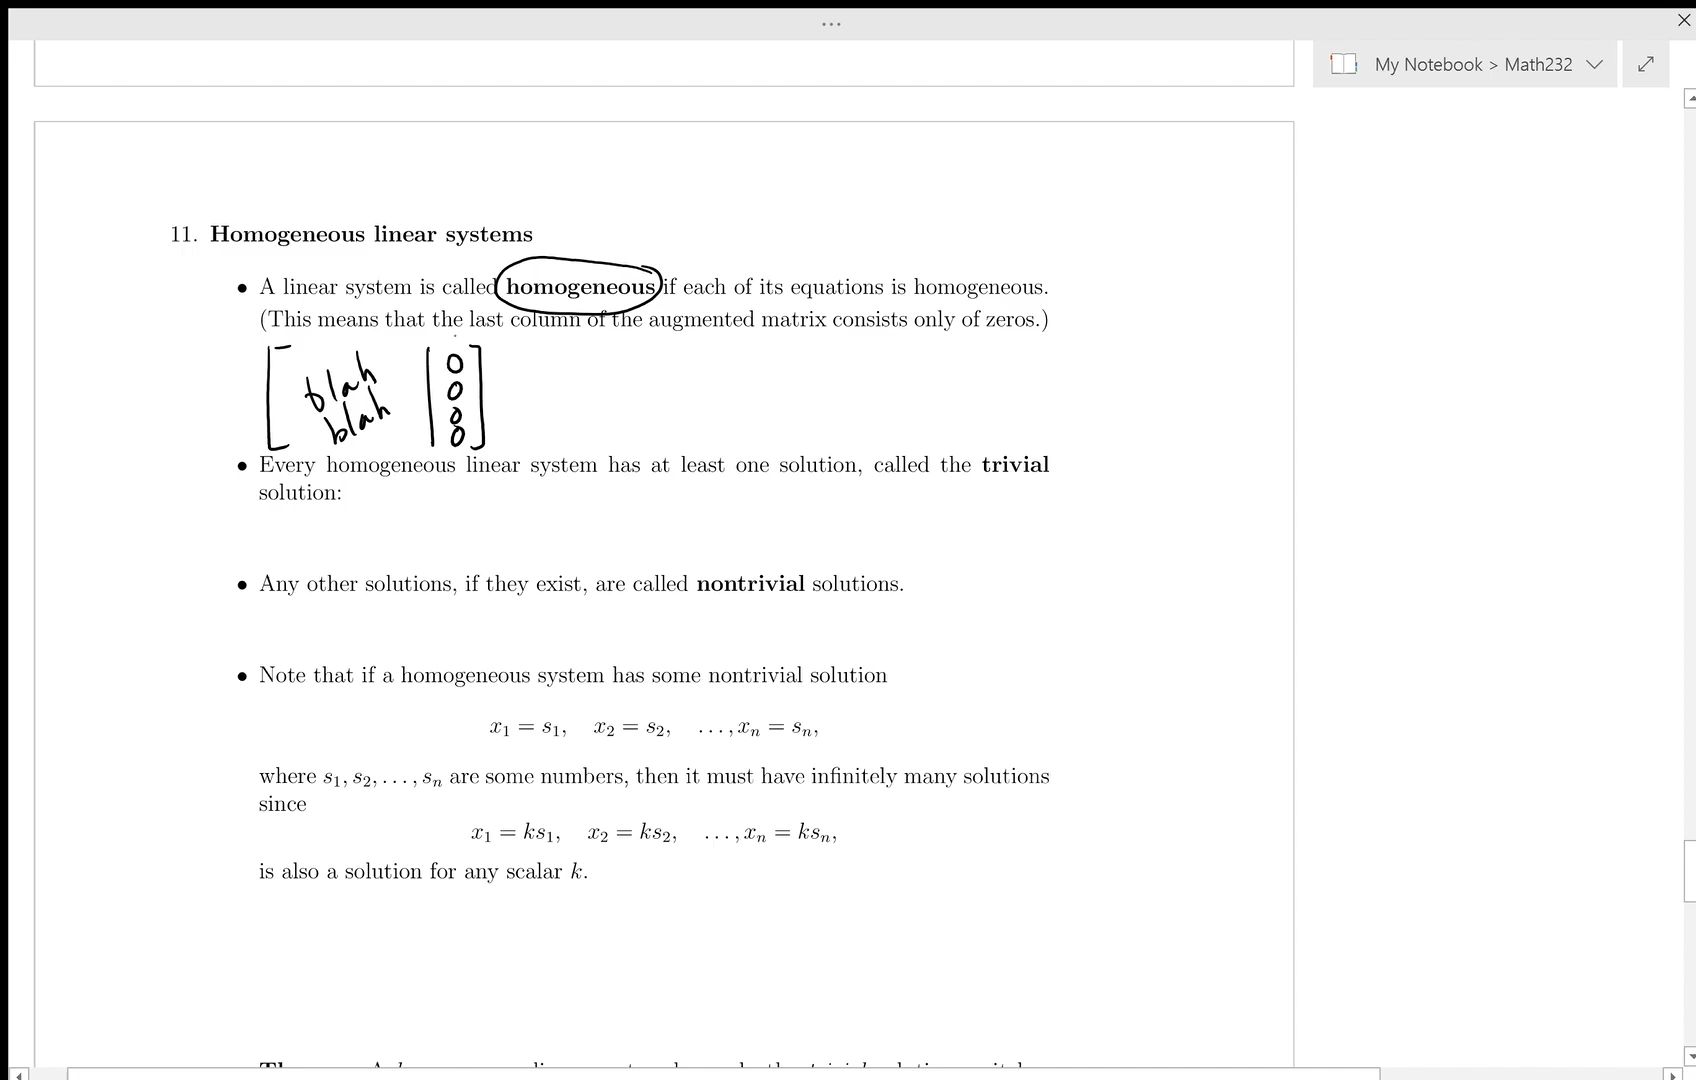 ...
My Notebook > Math232
11. Homogeneous linear systems
• A linear system is called homogeneous if each of its equations is homogeneous.
(This means that the last column of the augmented matrix consists only of zeros.)
blah 0
blah 0
0
0
• Every homogeneous linear system has at least one solution, called the trivial
solution:
• Any other solutions, if they exist, are called nontrivial solutions.
• Note that if a homogeneous system has some nontrivial solution
x₁ = s₁, x₂ = s₂, ..., xₙ = sₙ,
where s₁, s₂, ..., sₙ are some numbers, then it must have infinitely many solutions
since
x₁ = ks₁, x₂ = ks₂, ..., xₙ = ksₙ,
is also a solution for any scalar k.